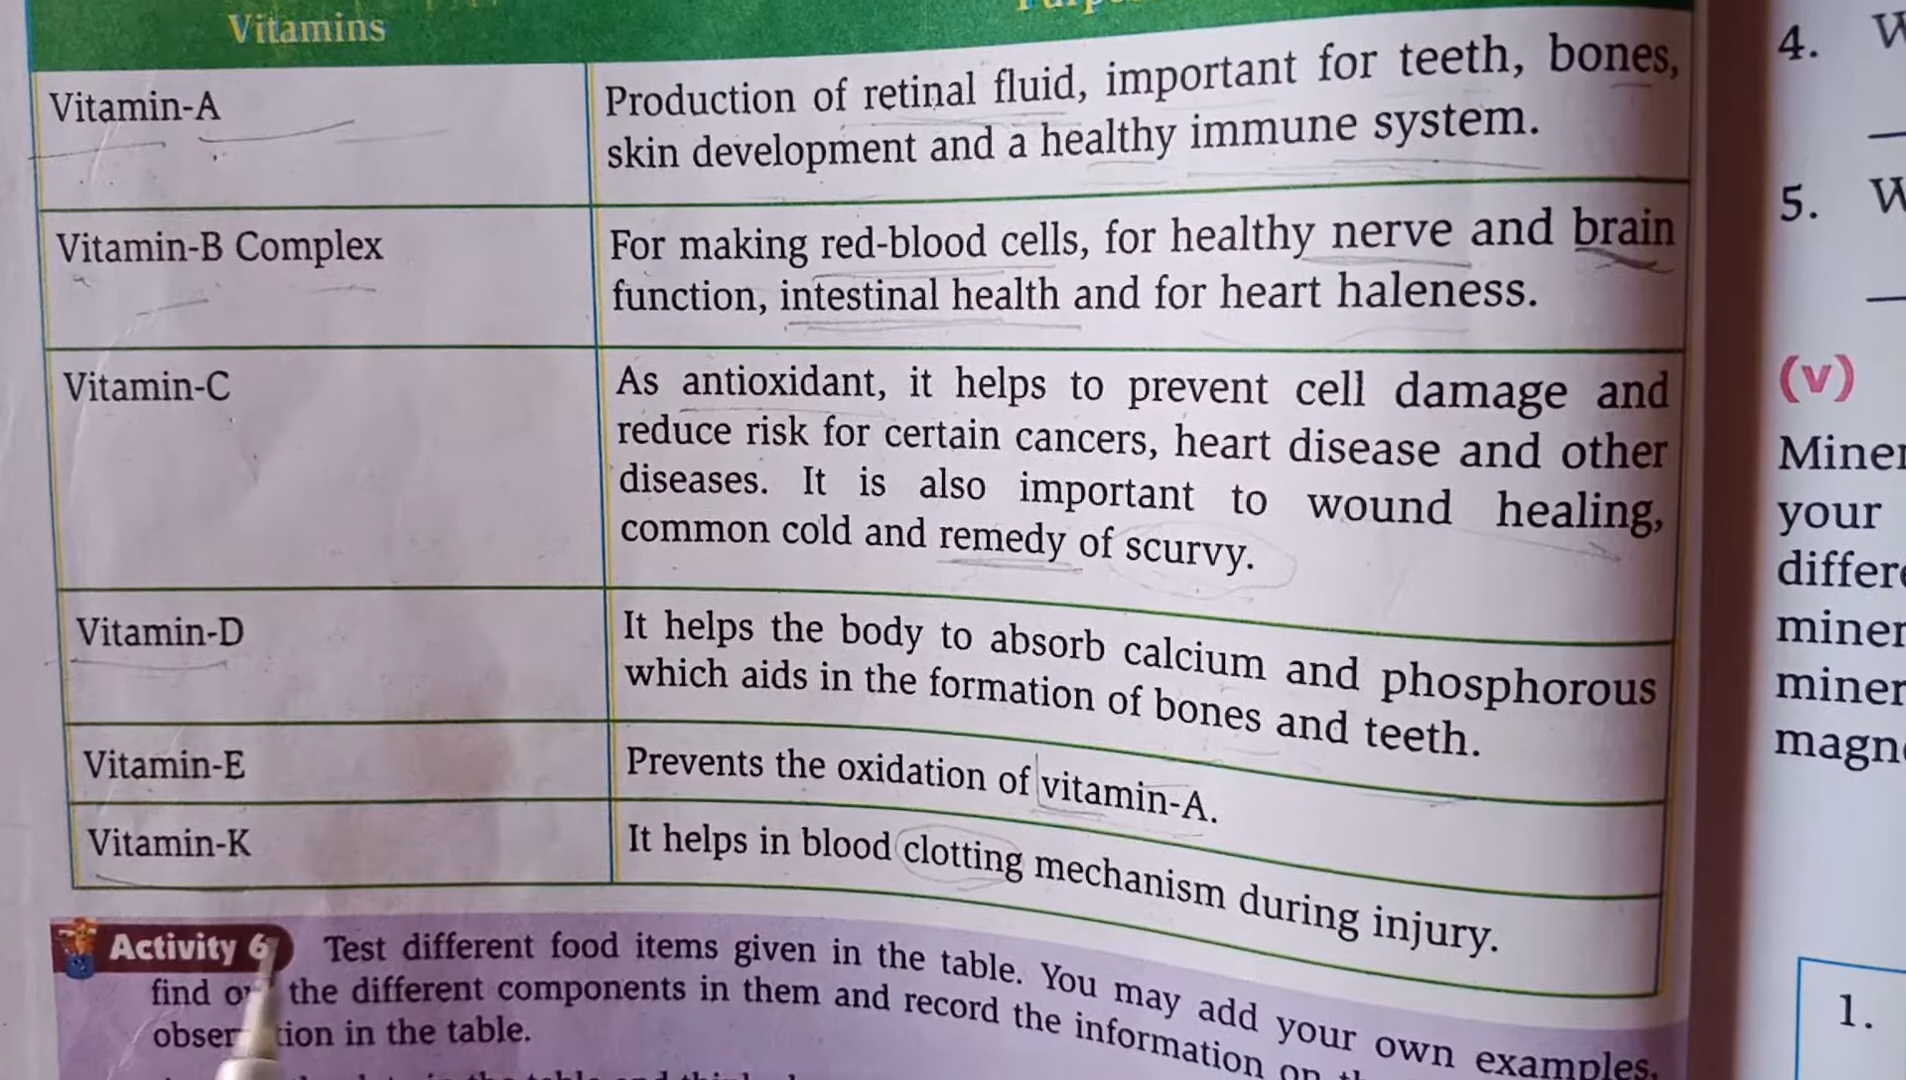 Vitamins
Vitamin-A
Production of retinal fluid, important for teeth, bones,
skin development and a healthy immune system.
Vitamin-B Complex
For making red-blood cells, for healthy nerve and brain
function, intestinal health and for heart haleness.
Vitamin-C
As antioxidant, it helps to prevent cell damage and
reduce risk for certain cancers, heart disease and other
diseases. It is also important to wound healing,
common cold and remedy of scurvy.
Vitamin-D
It helps the body to absorb calcium and phosphorous
which aids in the formation of bones and teeth.
Vitamin-E
Prevents the oxidation of vitamin-A.
Vitamin-K
It helps in blood clotting mechanism during injury.
Activity 6
Test different food items given in the table. You may add your own examples,
find the different components in them and record the information on
in the table.
4.
5.
(v)
your
1.